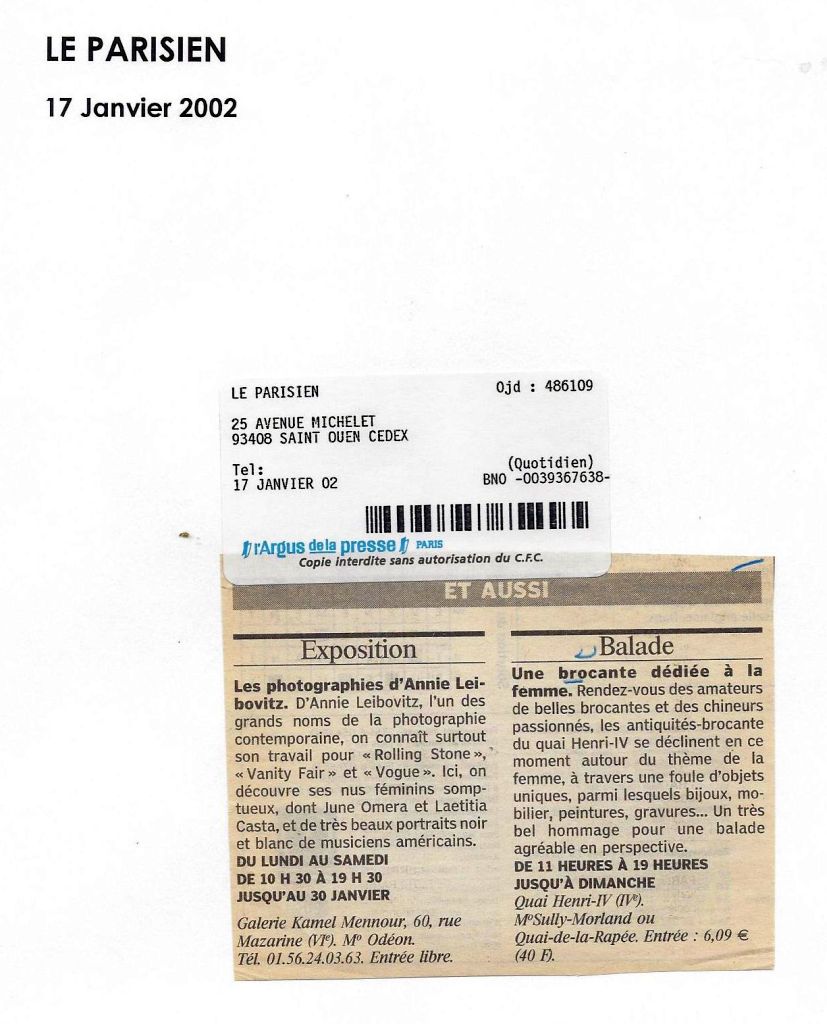 LE PARISIEN
17 Janvier 2002
LE PARISIEN
Ojd : 486109
25 AVENUE MICHELET
93408 SAINT OUEN CEDEX
Tel:
(Quotidien)
17 JANVIER 02
BNO -0039367638-
l'Argus de la presse PARIS
Copie interdite sans autorisation du C.F.C.
ET AUSSI
Exposition
Les photographies d'Annie Lei-
bovitz. D'Annie Leibovitz, l'un des
grands noms de la photographie
contemporaine, on connaît surtout
son travail pour « Rolling Stone »,
« Vanity Fair » et « Vogue ». Ici, on
découvre ses nus féminins somp-
tueux, dont June Omera et Laetitia
Casta, et de très beaux portraits noir
et blanc de musiciens américains.
DU LUNDI AU SAMEDI
DE 10 H 30 À 19 H 30
JUSQU'AU 30 JANVIER
Galerie Kamel Mennour, 60, rue
Mazarine (VIe). Mo Odéon.
Tél. 01.56.24.03.63. Entrée libre.
Balade
Une brocante dédiée à la
femme. Rendez-vous des amateurs
de belles brocantes et des chineurs
passionnés, les antiquités-brocante
du quai Henri-IV se déclinent en ce
moment autour du thème de la
femme, à travers une foule d'objets
uniques, parmi lesquels bijoux, mo-
bilier, peintures, gravures... Un très
bel hommage pour une balade
agréable en perspective.
DE 11 HEURES À 19 HEURES
JUSQU'À DIMANCHE
Quai Henri-IV (IVe).
MoSully-Morland ou
Quai-de-la-Rapée. Entrée : 6,09 €
(40 F).